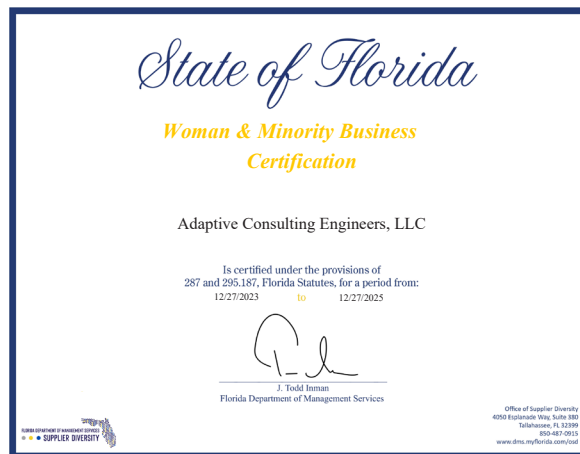 State of Florida
Woman & Minority Business
Certification
Adaptive Consulting Engineers, LLC
Is certified under the provisions of
287 and 295.187, Florida Statutes, for a period from:
12/27/2023 to 12/27/2025
J. Todd Inman
Florida Department of Management Services
FLORIDA DEPARTMENT OF MANAGEMENT SERVICES
SUPPLIER DIVERSITY
Office of Supplier Diversity
4050 Esplanade Way, Suite 380
Tallahassee, FL 32399
850-487-0915
www.dms.myflorida.com/osd